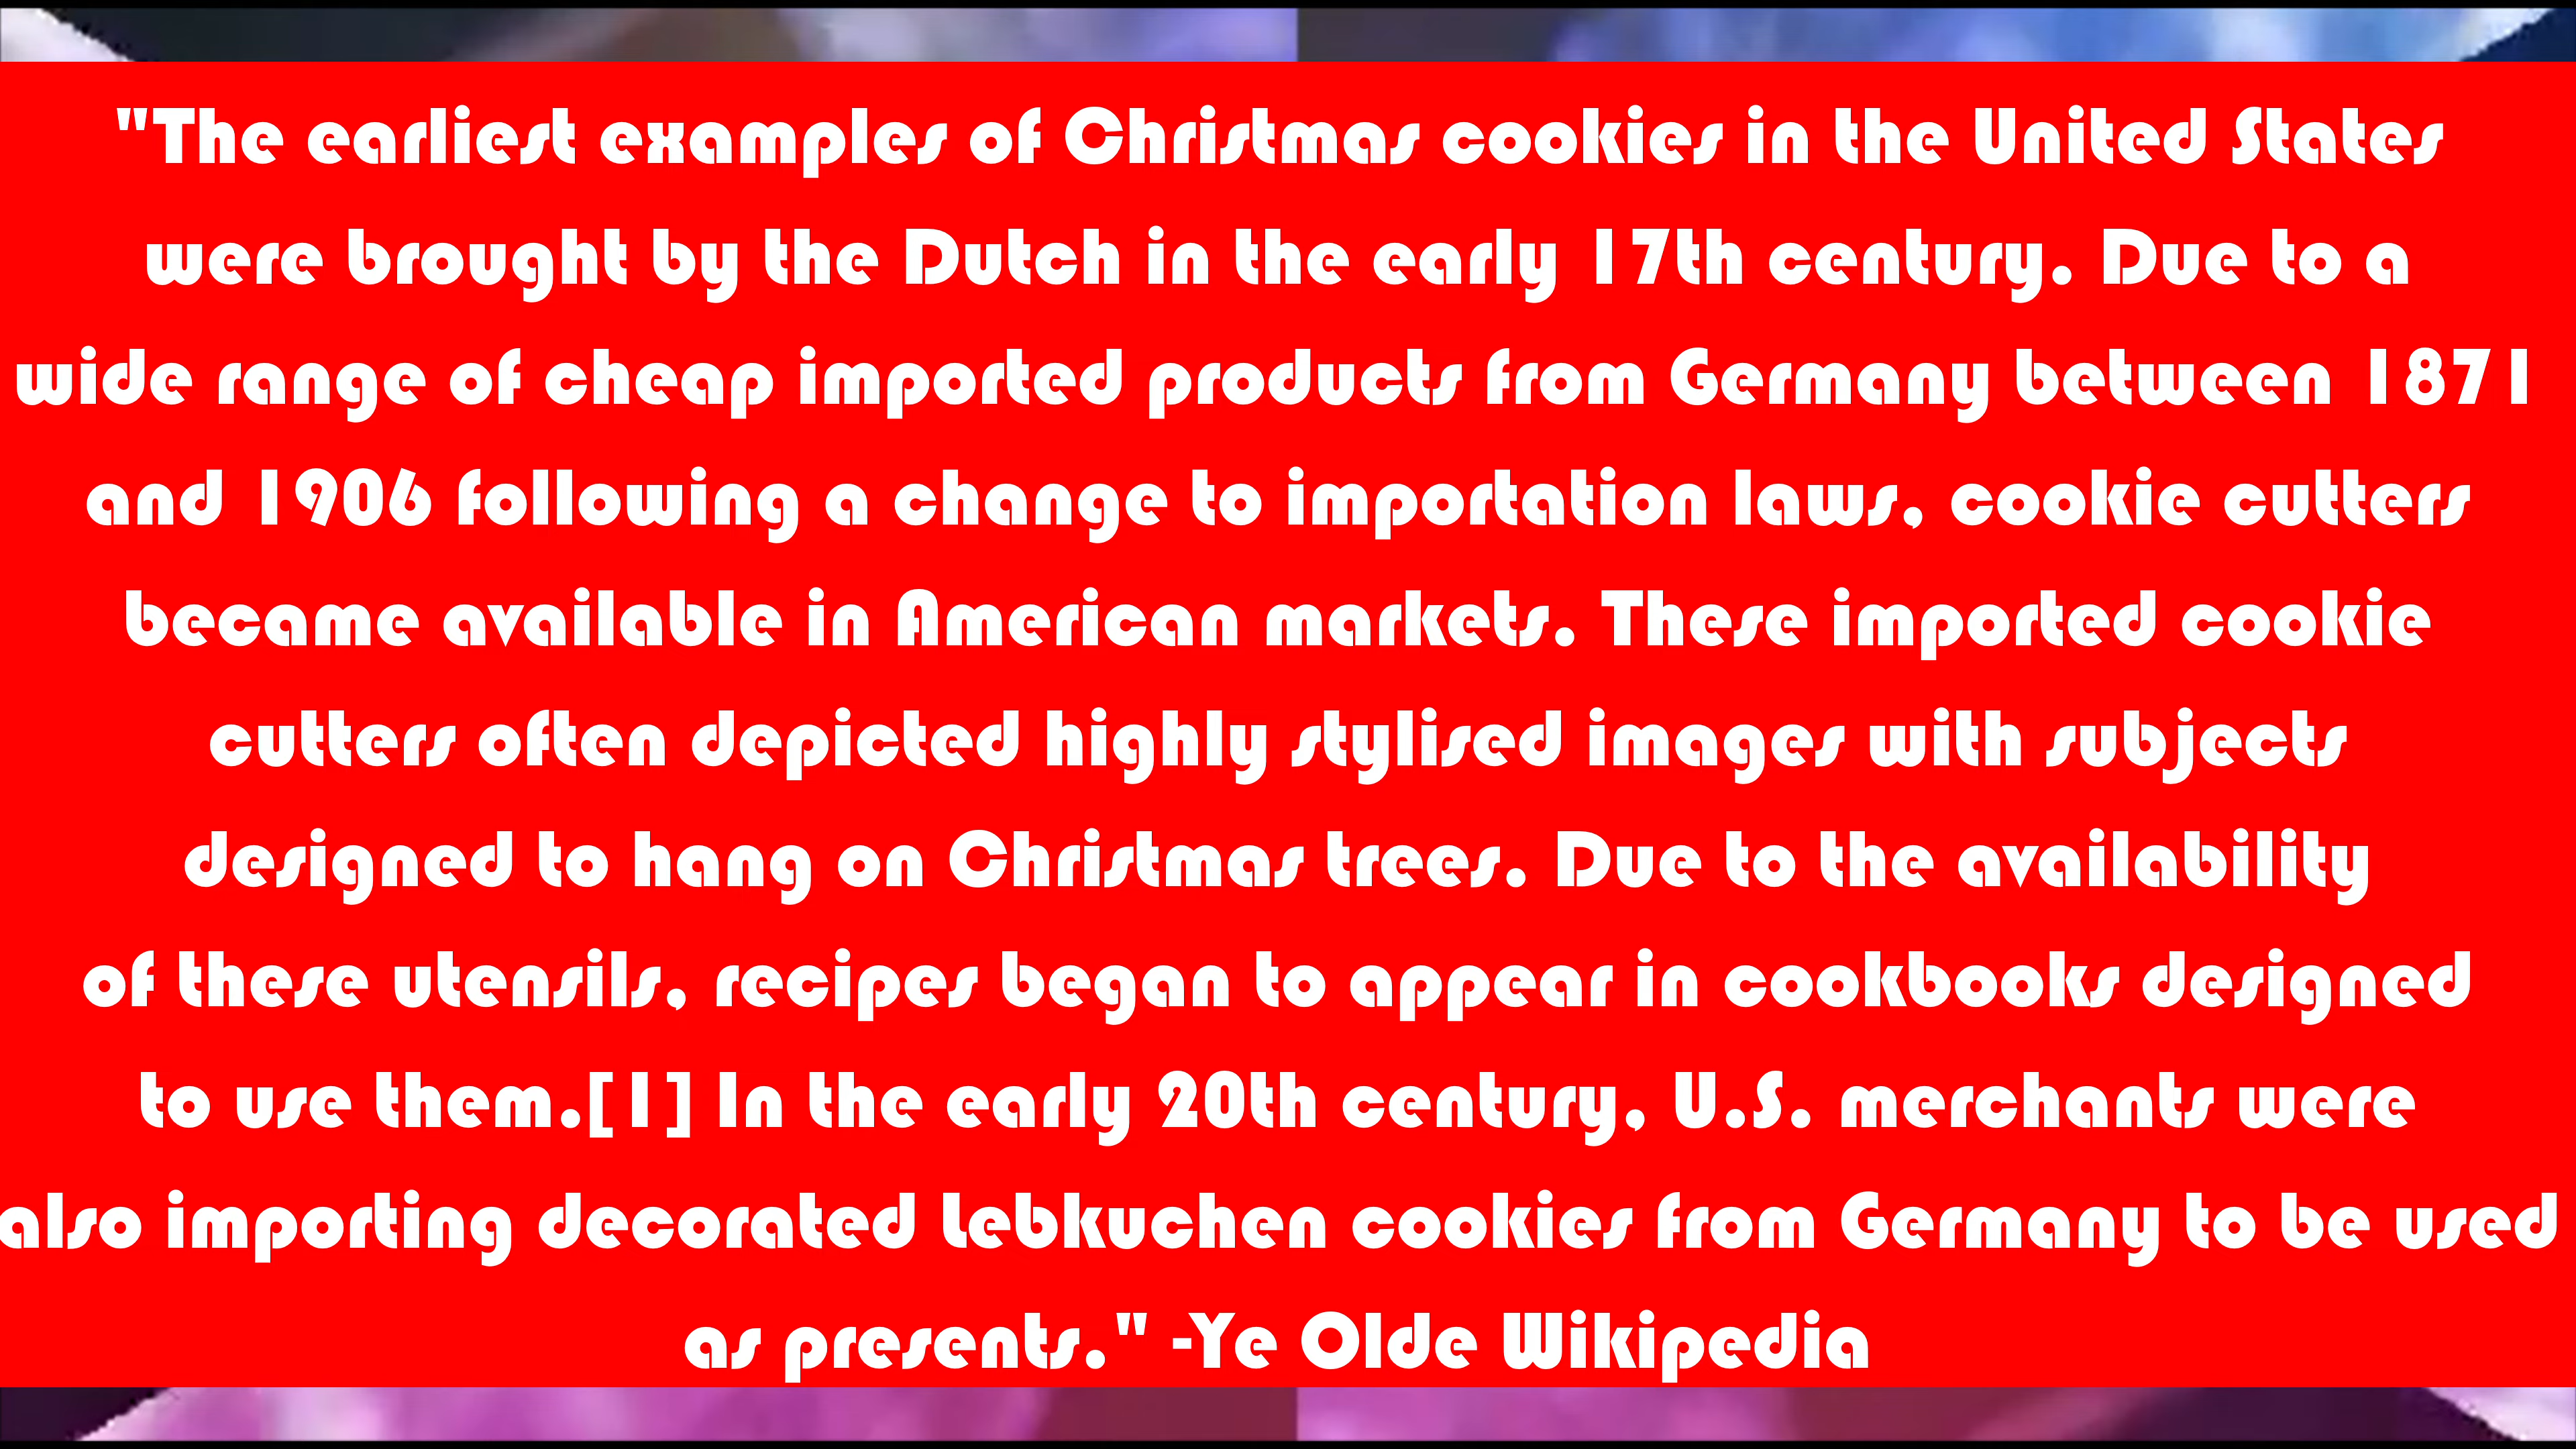 "The earliest examples of Christmas cookies in the United States
were brought by the Dutch in the early 17th century. Due to a
wide range of cheap imported products from Germany between 1871
and 1906 following a change to importation laws, cookie cutters
became available in American markets. These imported cookie
cutters often depicted highly stylised images with subjects
designed to hang on Christmas trees. Due to the availability
of these utensils, recipes began to appear in cookbooks designed
to use them.[1] In the early 20th century, U.S. merchants were
also importing decorated Lebkuchen cookies from Germany to be used
as presents." -Ye Olde Wikipedia